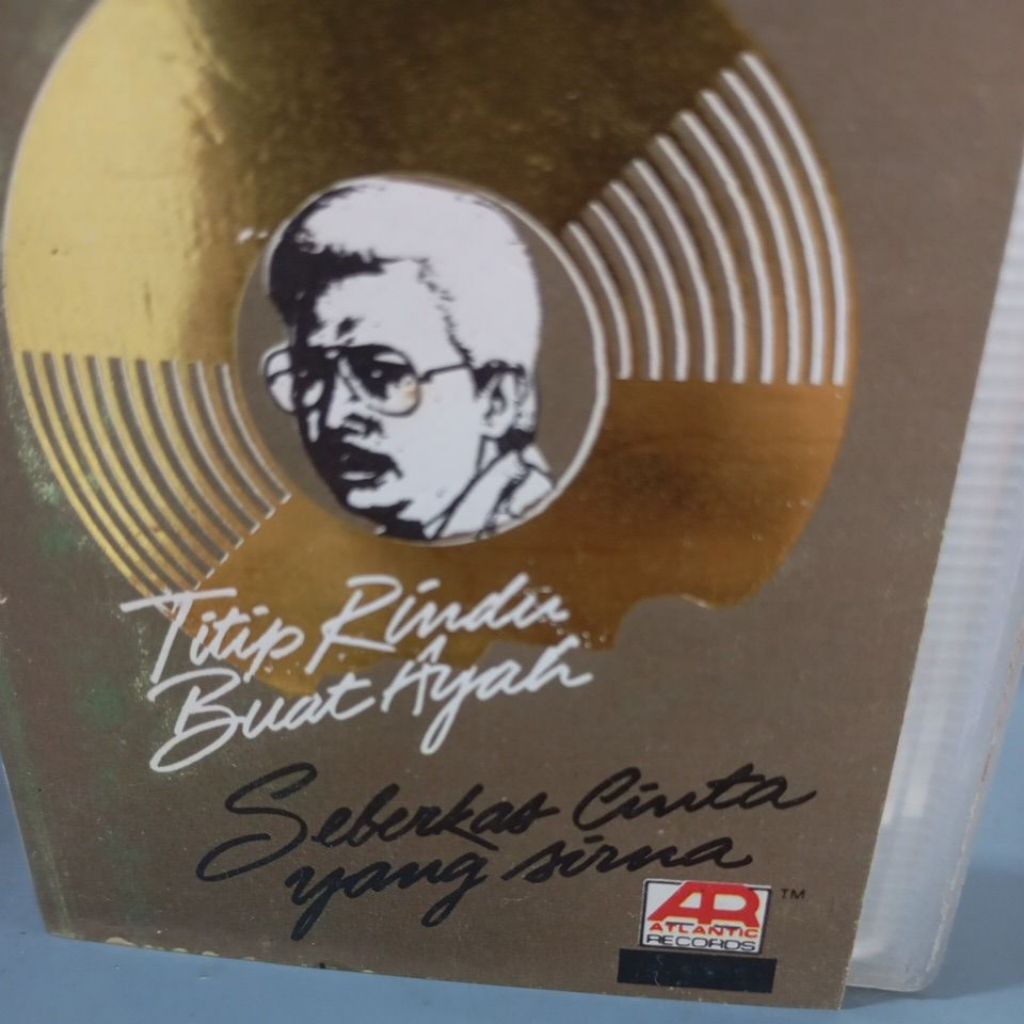 Titip Rindu
Buat Ayah
Seberkas Cinta
yang sirna
AR TM
ATLANTIC
RECORDS